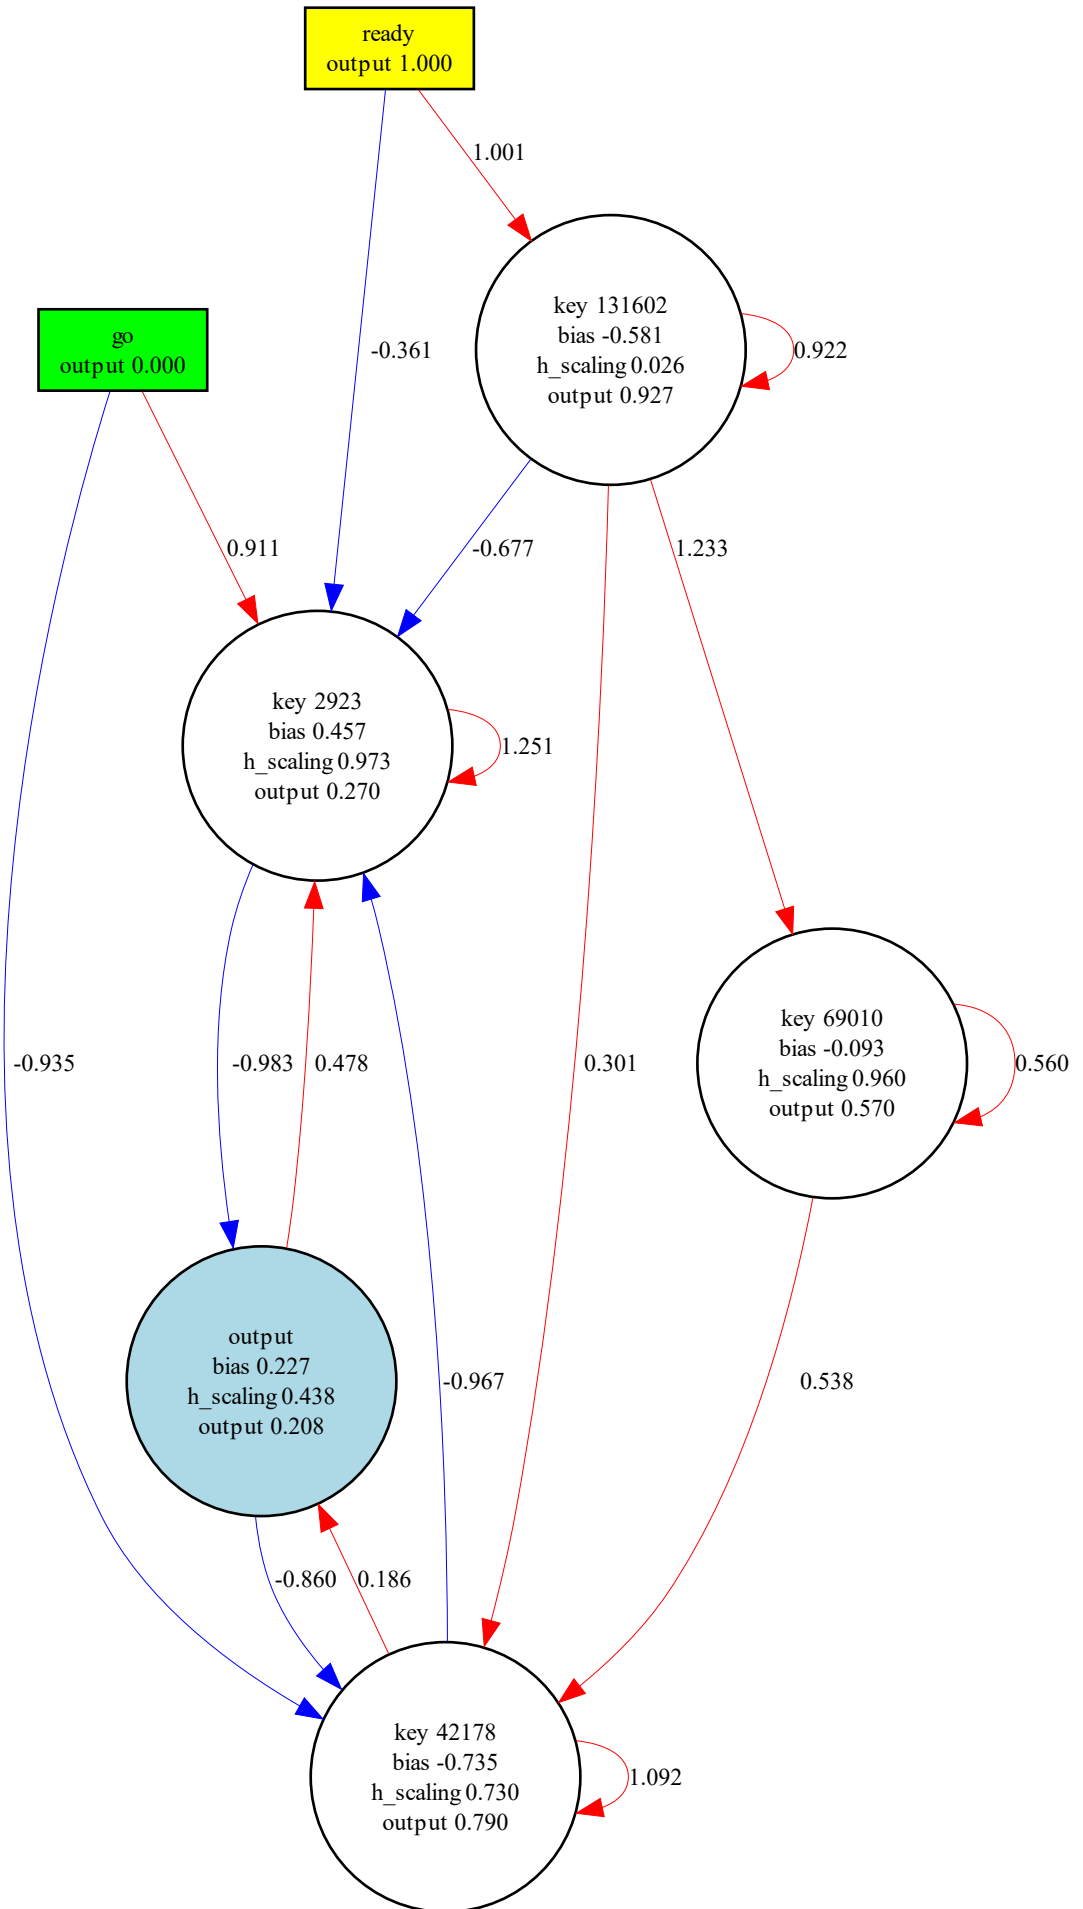 ready
output 1.000
1.001
key 131602
bias -0.581
h_scaling 0.026
output 0.927
0.922
go
output 0.000
-0.361
0.911
-0.677
1.233
key 2923
bias 0.457
h_scaling 0.973
output 0.270
1.251
key 69010
bias -0.093
h_scaling 0.960
output 0.570
0.560
-0.935
-0.983
0.478
0.301
output
bias 0.227
h_scaling 0.438
output 0.208
-0.967
0.538
-0.860
0.186
key 42178
bias -0.735
h_scaling 0.730
output 0.790
1.092